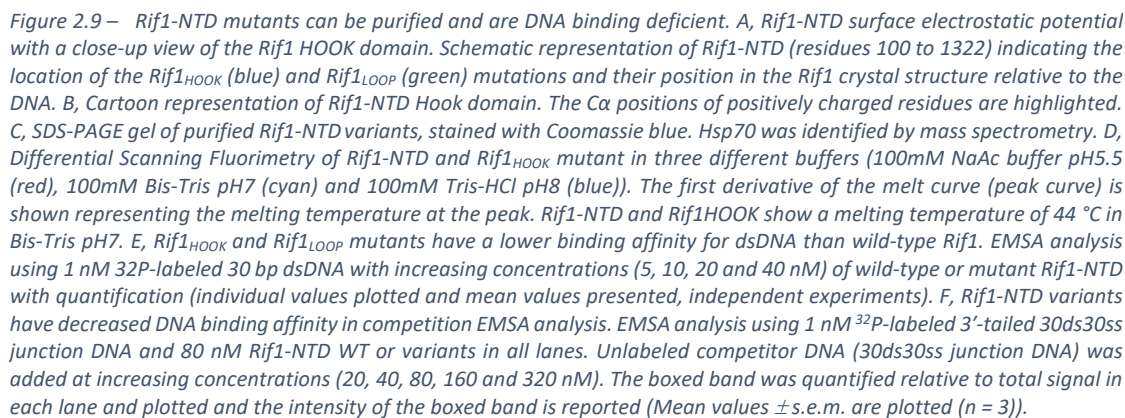 Figure 2.9 – Rif1-NTD mutants can be purified and are DNA binding deficient. A, Rif1-NTD surface electrostatic potential
with a close-up view of the Rif1 HOOK domain. Schematic representation of Rif1-NTD (residues 100 to 1322) indicating the
location of the Rif1HOOK (blue) and Rif1LOOP (green) mutations and their position in the Rif1 crystal structure relative to the
DNA. B, Cartoon representation of Rif1-NTD Hook domain. The Cα positions of positively charged residues are highlighted.
C, SDS-PAGE gel of purified Rif1-NTD variants, stained with Coomassie blue. Hsp70 was identified by mass spectrometry. D,
Differential Scanning Fluorimetry of Rif1-NTD and Rif1HOOK mutant in three different buffers (100mM NaAc buffer pH5.5
(red), 100mM Bis-Tris pH7 (cyan) and 100mM Tris-HCl pH8 (blue)). The first derivative of the melt curve (peak curve) is
shown representing the melting temperature at the peak. Rif1-NTD and Rif1HOOK show a melting temperature of 44 °C in
Bis-Tris pH7. E, Rif1HOOK and Rif1LOOP mutants have a lower binding affinity for dsDNA than wild-type Rif1. EMSA analysis
using 1 nM 32P-labeled 30 bp dsDNA with increasing concentrations (5, 10, 20 and 40 nM) of wild-type or mutant Rif1-NTD
with quantification (individual values plotted and mean values presented, independent experiments). F, Rif1-NTD variants
have decreased DNA binding affinity in competition EMSA analysis. EMSA analysis using 1 nM 32P-labeled 3′-tailed 30ds30ss
junction DNA and 80 nM Rif1-NTD WT or variants in all lanes. Unlabeled competitor DNA (30ds30ss junction DNA) was
added at increasing concentrations (20, 40, 80, 160 and 320 nM). The boxed band was quantified relative to total signal in
each lane and plotted and the intensity of the boxed band is reported (Mean values ±s.e.m. are plotted (n = 3)).